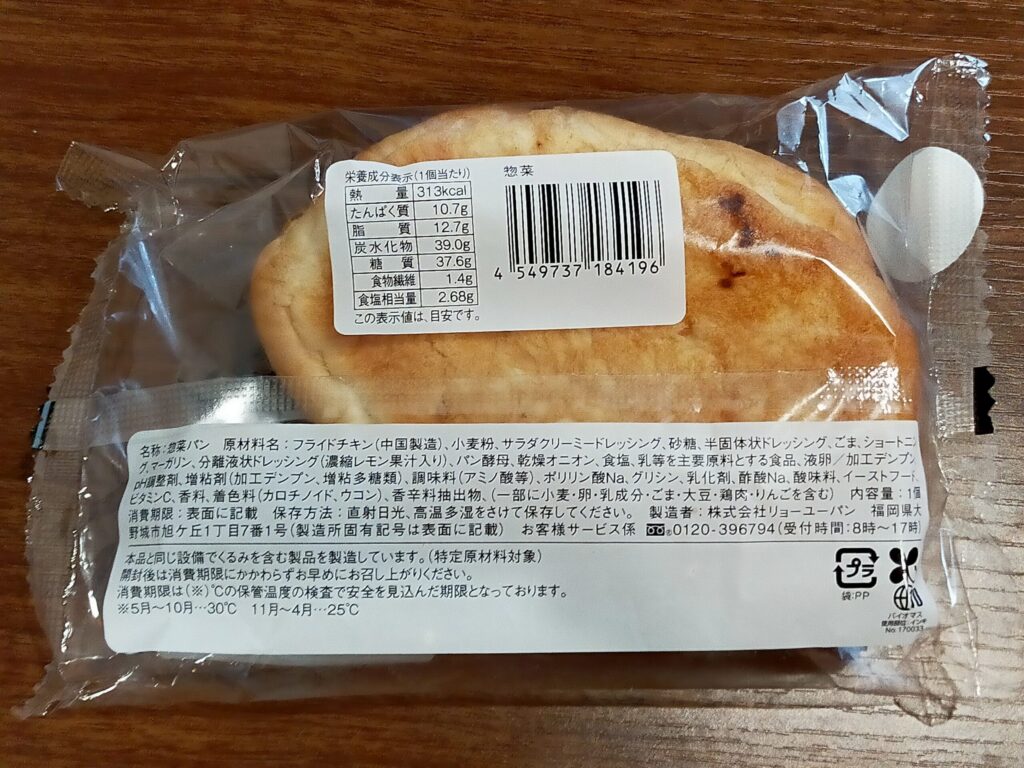 栄養成分表示(1個当たり)
熱量 313kcal
たんぱく質 10.7g
脂質 12.7g
炭水化物 39.0g
糖質 37.6g
食物繊維 1.4g
食塩相当量 2.68g
この表示値は、目安です。
惣菜
4 549737 184196
名称:惣菜パン 原材料名:フライドチキン(中国製造)、小麦粉、サラダクリーミードレッシング、砂糖、半固体状ドレッシング、ごま、ショートニン
グ、マーガリン、分離液状ドレッシング(濃縮レモン果汁入り)、パン酵母、乾燥オニオン、食塩、乳等を主要原料とする食品、液卵/加工デンプン、
pH調整剤、増粘剤(加工デンプン、増粘多糖類)、調味料(アミノ酸等)、ポリリン酸Na、グリシン、乳化剤、酢酸Na、酸味料、イーストフード、
ビタミンC、香料、着色料(カロチノイド、ウコン)、香辛料抽出物、(一部に小麦・卵・乳成分・ごま・大豆・鶏肉・りんごを含む) 内容量:1個
消費期限:表面に記載 保存方法:直射日光、高温多湿をさけて保存してください。 製造者:株式会社リョーユーパン 福岡県大
野城市旭ケ丘1丁目7番1号(製造所固有記号は表面に記載) お客様サービス係 0120-396794(受付時間:8時〜17時)
本品と同じ設備でくるみを含む製品を製造しています。(特定原材料対象)
開封後は消費期限にかかわらずお早めにお召し上がりください。
消費期限は(※)℃の保管温度の検査で安全を見込んだ期限となっております。
※5月〜10月…30℃ 11月〜4月…25℃
プラ
袋:PP
バイオマス
使用部位:インキ
No.170033